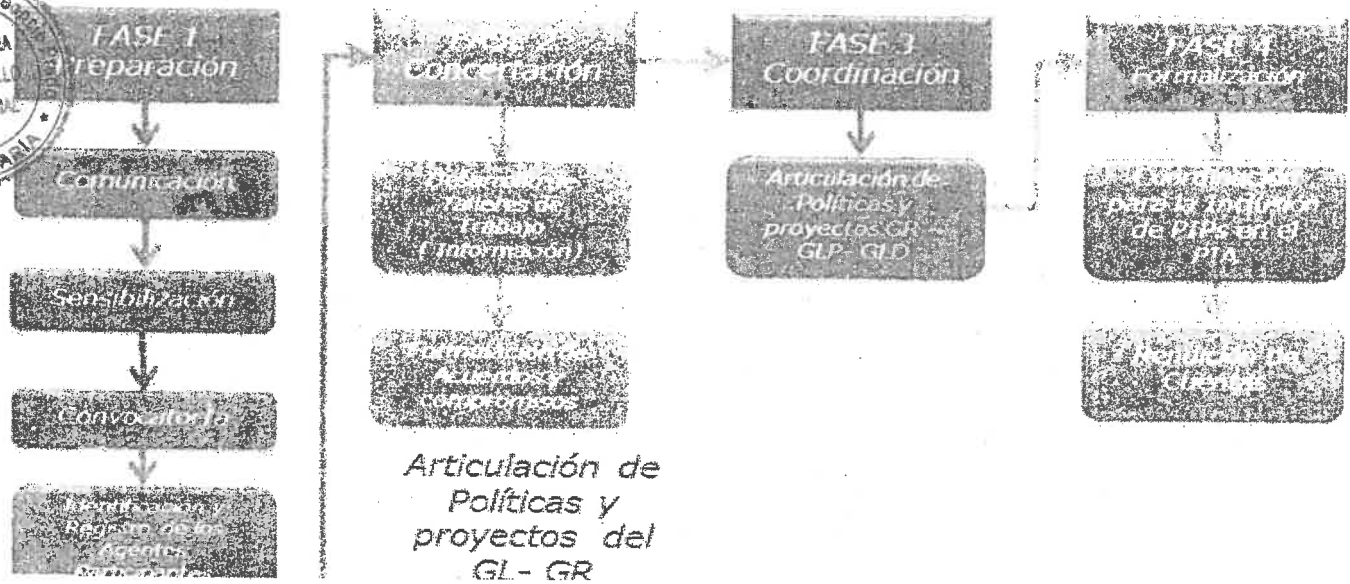 FASE 1
Preparación
Comunicación
Sensibilización
Convocatoria
Identificación y
Registro de los
Agentes
Participantes
Concertación
Talleres de
Trabajo
(Información)
Acuerdos y
compromisos
Articulación de
Políticas y
proyectos del
GL- GR
FASE 3
Coordinación
Articulación de
Políticas y
proyectos GR -
GLP - GLD
FASE 4
Formalización
para la Inclusión
de PIPs en el
PIA
Rendición de
Cuentas